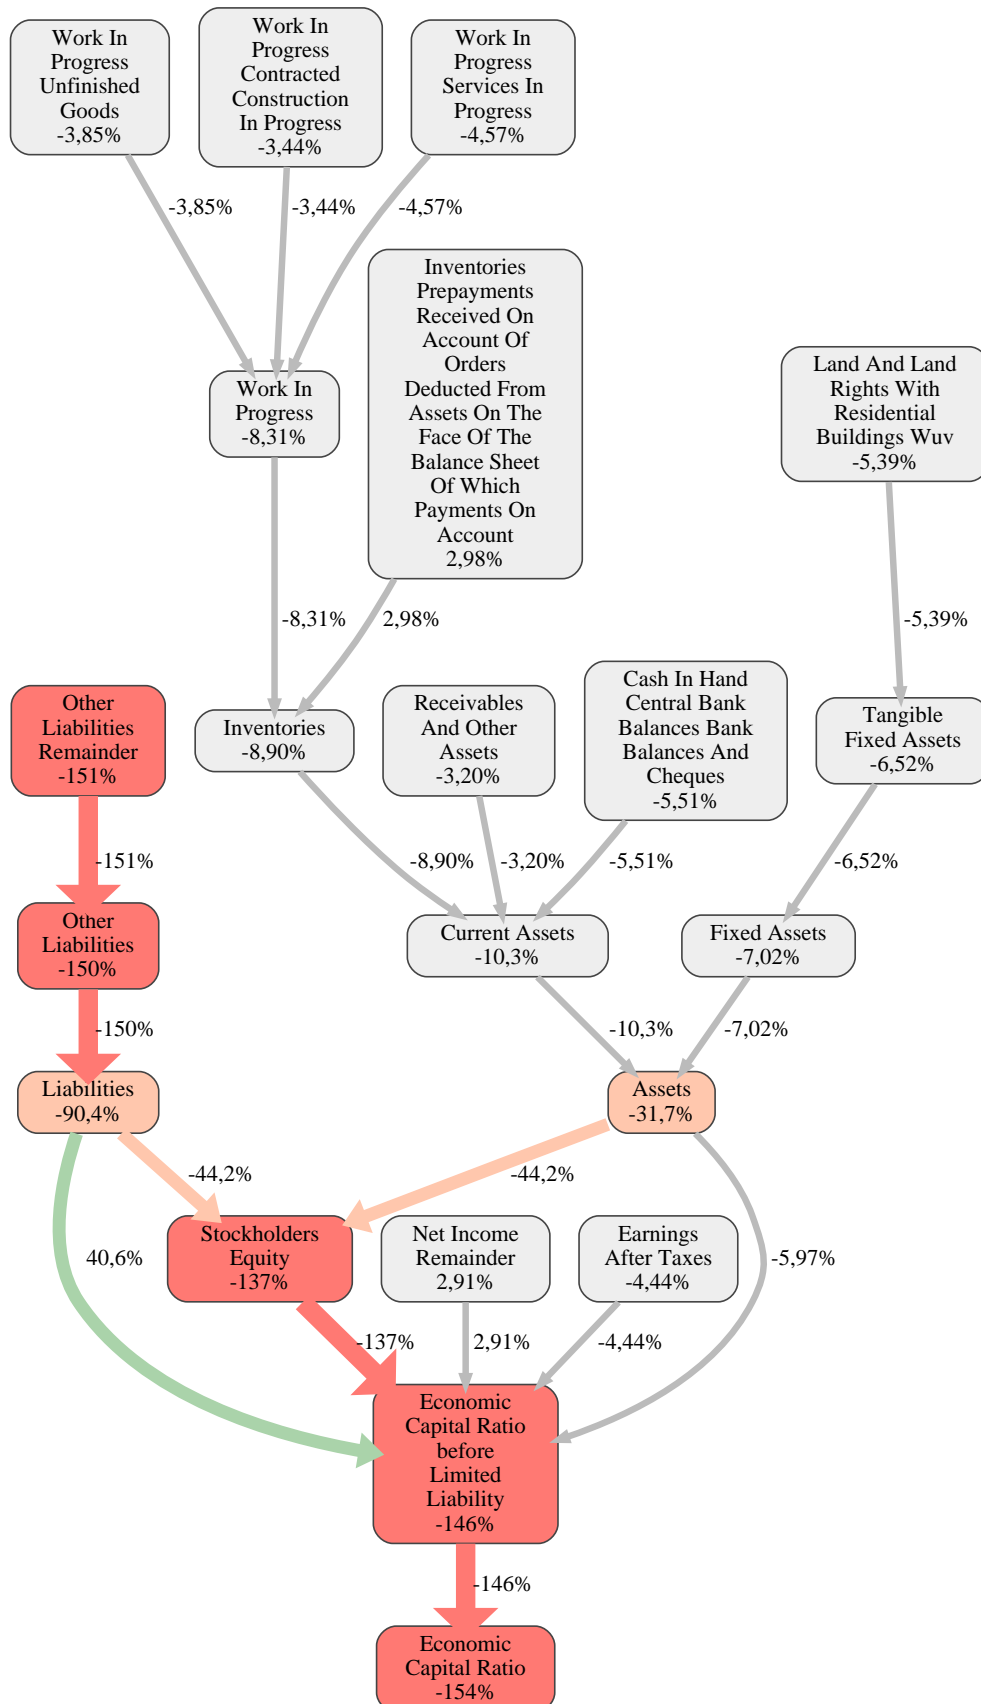 Work In
Progress
Unfinished
Goods
-3,85%
Work In
Progress
Contracted
Construction
In Progress
-3,44%
Work In
Progress
Services In
Progress
-4,57%
-3,85%
-3,44%
-4,57%
Inventories
Prepayments
Received On
Account Of
Orders
Deducted From
Assets On The
Face Of The
Balance Sheet
Of Which
Payments On
Account
2,98%
Work In
Progress
-8,31%
Land And Land
Rights With
Residential
Buildings Wuv
-5,39%
-8,31%
2,98%
-5,39%
Other
Liabilities
Remainder
-151%
Inventories
-8,90%
Receivables
And Other
Assets
-3,20%
Cash In Hand
Central Bank
Balances Bank
Balances And
Cheques
-5,51%
Tangible
Fixed Assets
-6,52%
-151%
-8,90%
-3,20%
-5,51%
-6,52%
Other
Liabilities
-150%
Current Assets
-10,3%
Fixed Assets
-7,02%
-150%
-10,3%
-7,02%
Liabilities
-90,4%
Assets
-31,7%
-44,2%
-44,2%
40,6%
Stockholders
Equity
-137%
Net Income
Remainder
2,91%
Earnings
After Taxes
-4,44%
-5,97%
-137%
2,91%
-4,44%
Economic
Capital Ratio
before
Limited
Liability
-146%
-146%
Economic
Capital Ratio
-154%